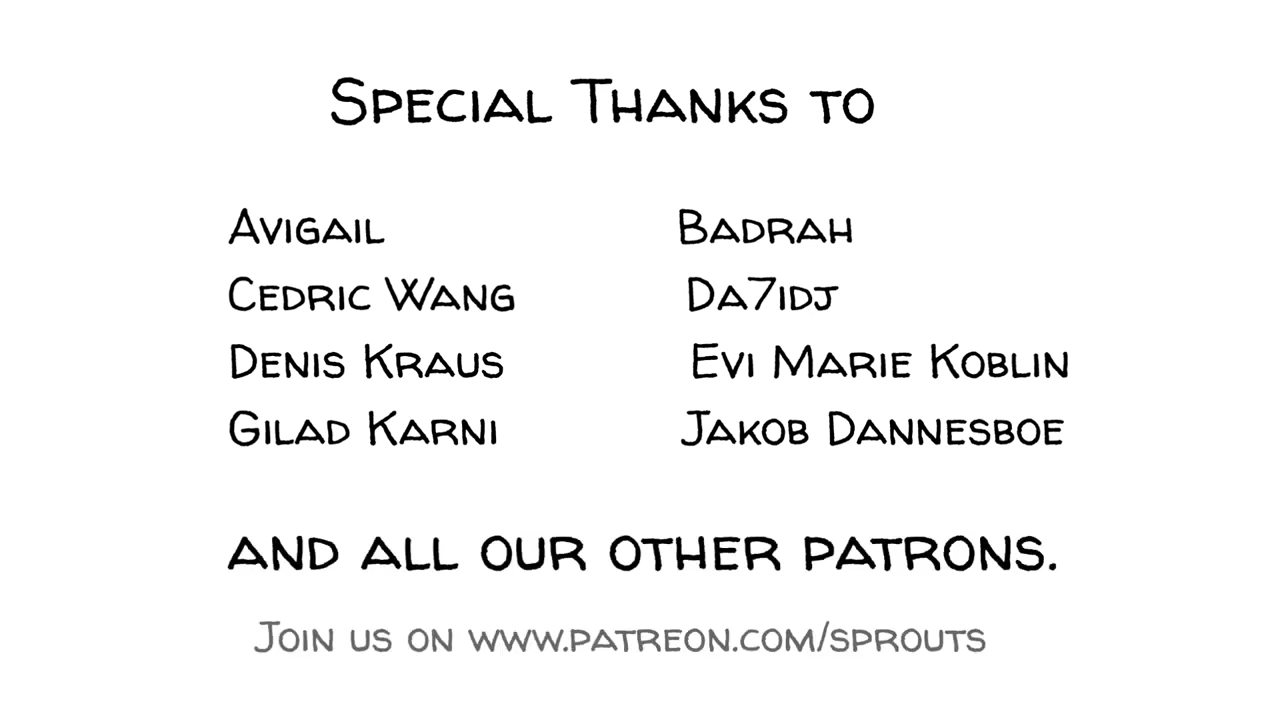 Special Thanks to
Avigail Badrah
Cedric Wang Da7idj
Denis Kraus Evi Marie Koblin
Gilad Karni Jakob Dannesboe
and all our other patrons.
Join us on www.patreon.com/sprouts